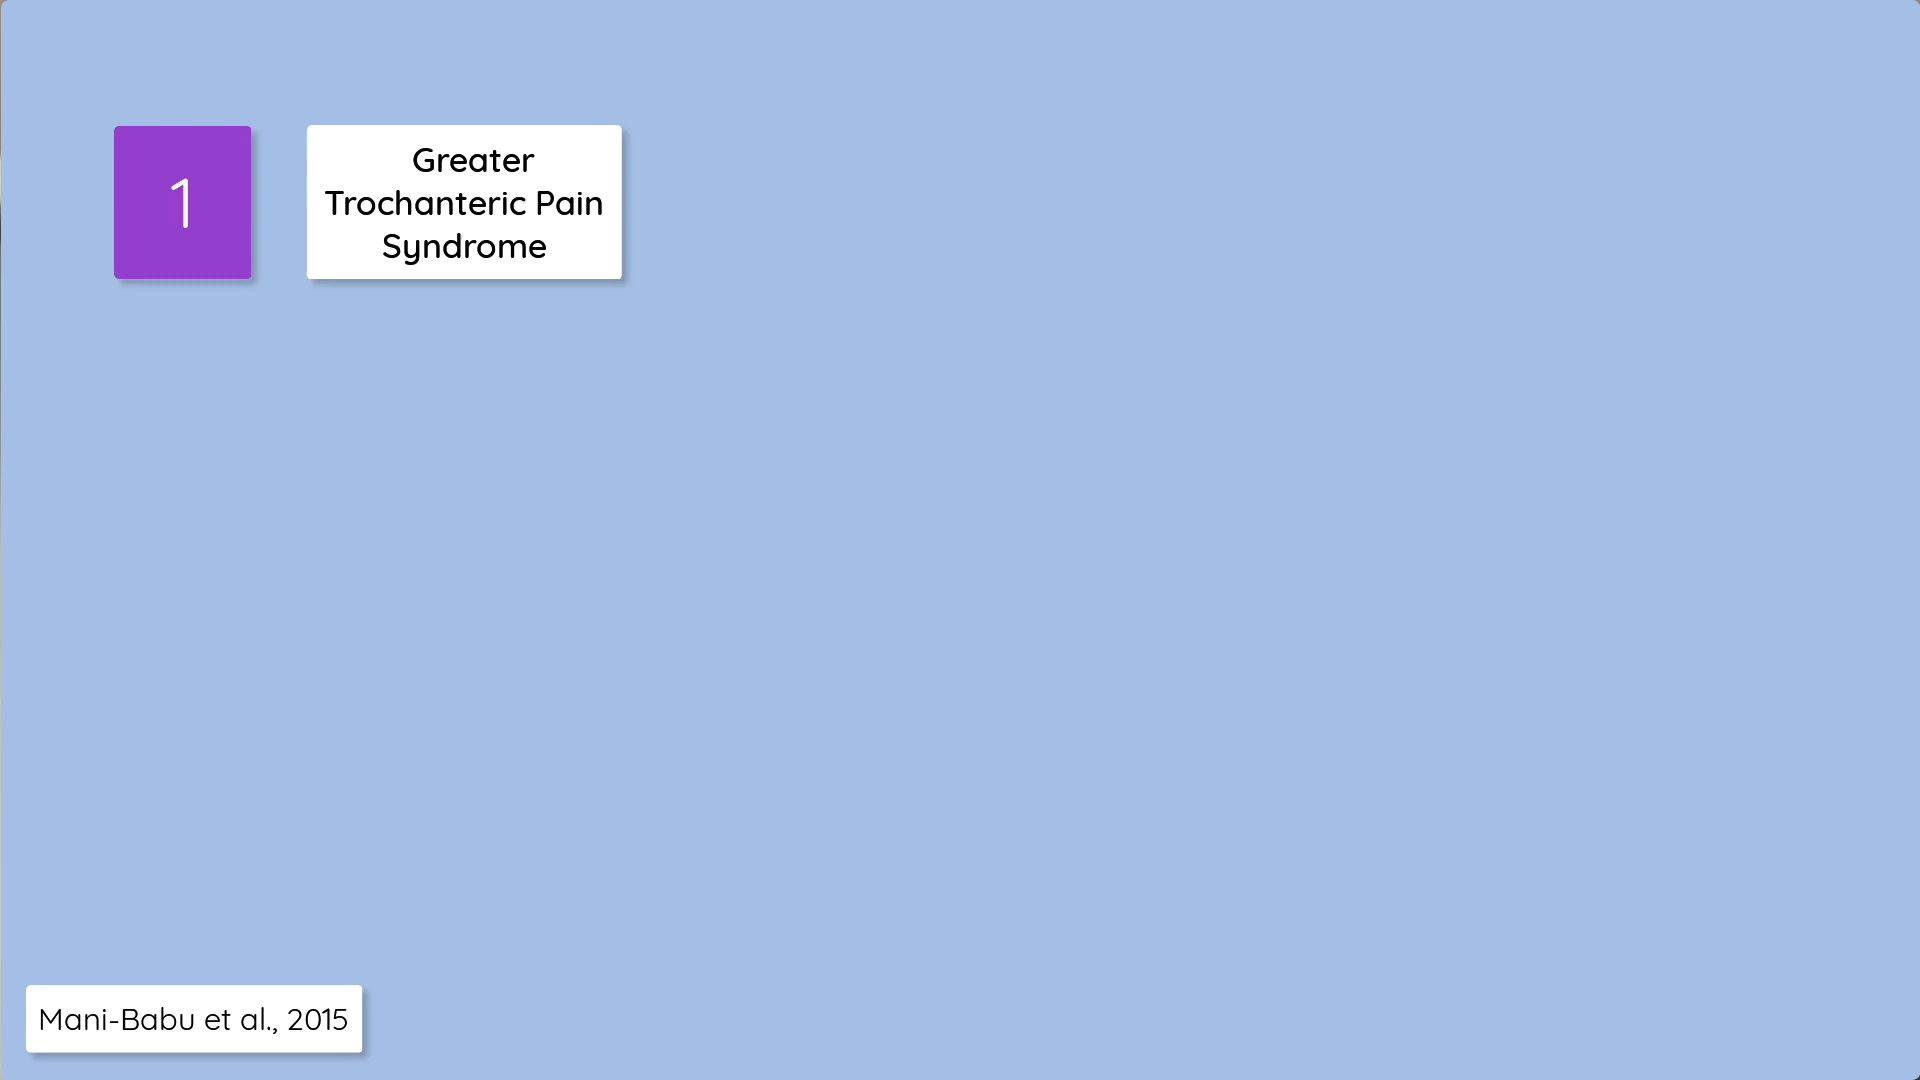 1
Greater
Trochanteric Pain
Syndrome
Mani-Babu et al., 2015